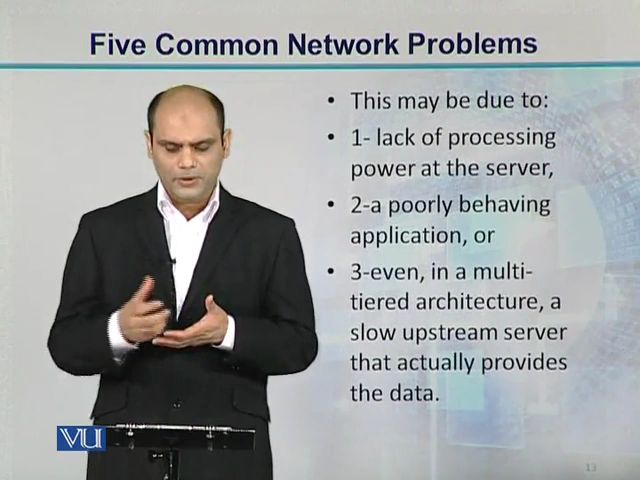 Five Common Network Problems
• This may be due to:
• 1- lack of processing
power at the server,
• 2-a poorly behaving
application, or
• 3-even, in a multi-
tiered architecture, a
slow upstream server
that actually provides
the data.
VU
13